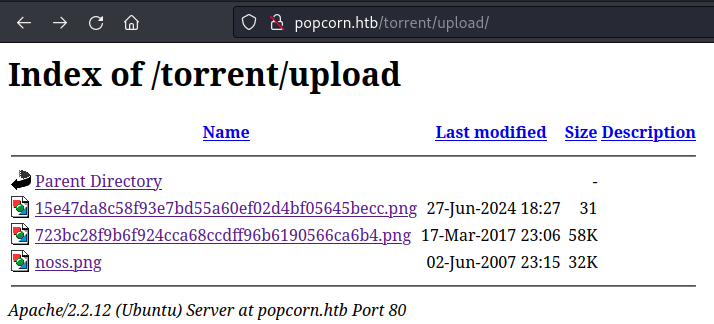 popcorn.htb/torrent/upload/
Index of /torrent/upload
Name Last modified Size Description
Parent Directory -
15e47da8c58f93e7bd55a60ef02d4bf05645becc.png 27-Jun-2024 18:27 31
723bc28f9b6f924cca68ccdff96b6190566ca6b4.png 17-Mar-2017 23:06 58K
noss.png 02-Jun-2007 23:15 32K
Apache/2.2.12 (Ubuntu) Server at popcorn.htb Port 80